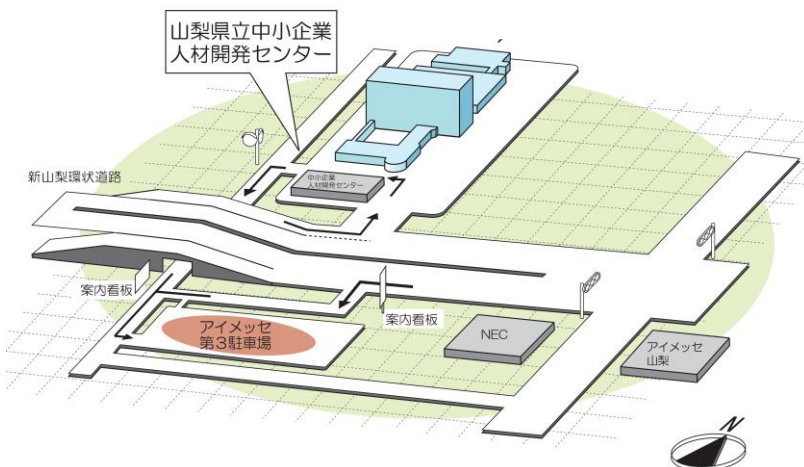 山梨県立中小企業
人材開発センター
新山梨環状道路
中小企業
人材開発センター
案内看板
案内看板
アイメッセ
第3駐車場
NEC
アイメッセ
山梨
N